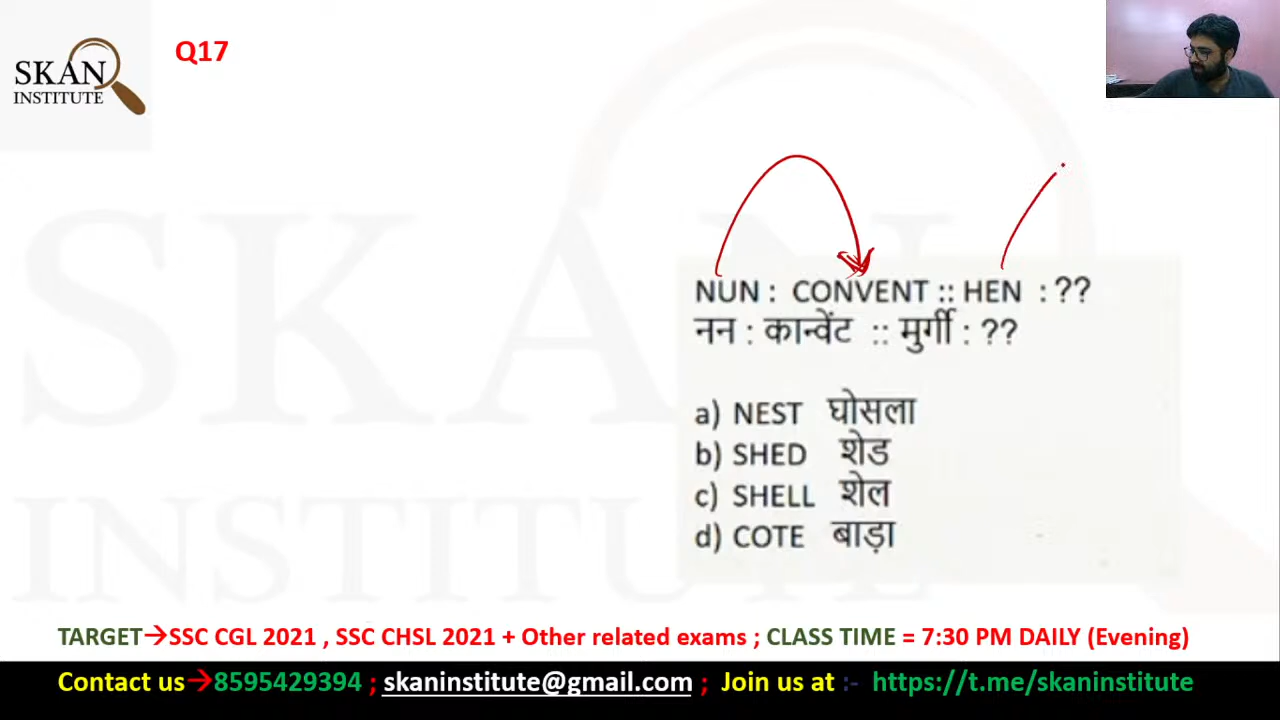 SKAN
INSTITUTE
Q17
NUN : CONVENT :: HEN : ??
नन : कान्वेंट :: मुर्गी : ??
a) NEST घोसला
b) SHED शेड
c) SHELL शेल
d) COTE बाड़ा
SKAN
INSTITUTE
TARGET→SSC CGL 2021 , SSC CHSL 2021 + Other related exams ; CLASS TIME = 7:30 PM DAILY (Evening)
Contact us→8595429394 ; skaninstitute@gmail.com ; Join us at :- https://t.me/skaninstitute